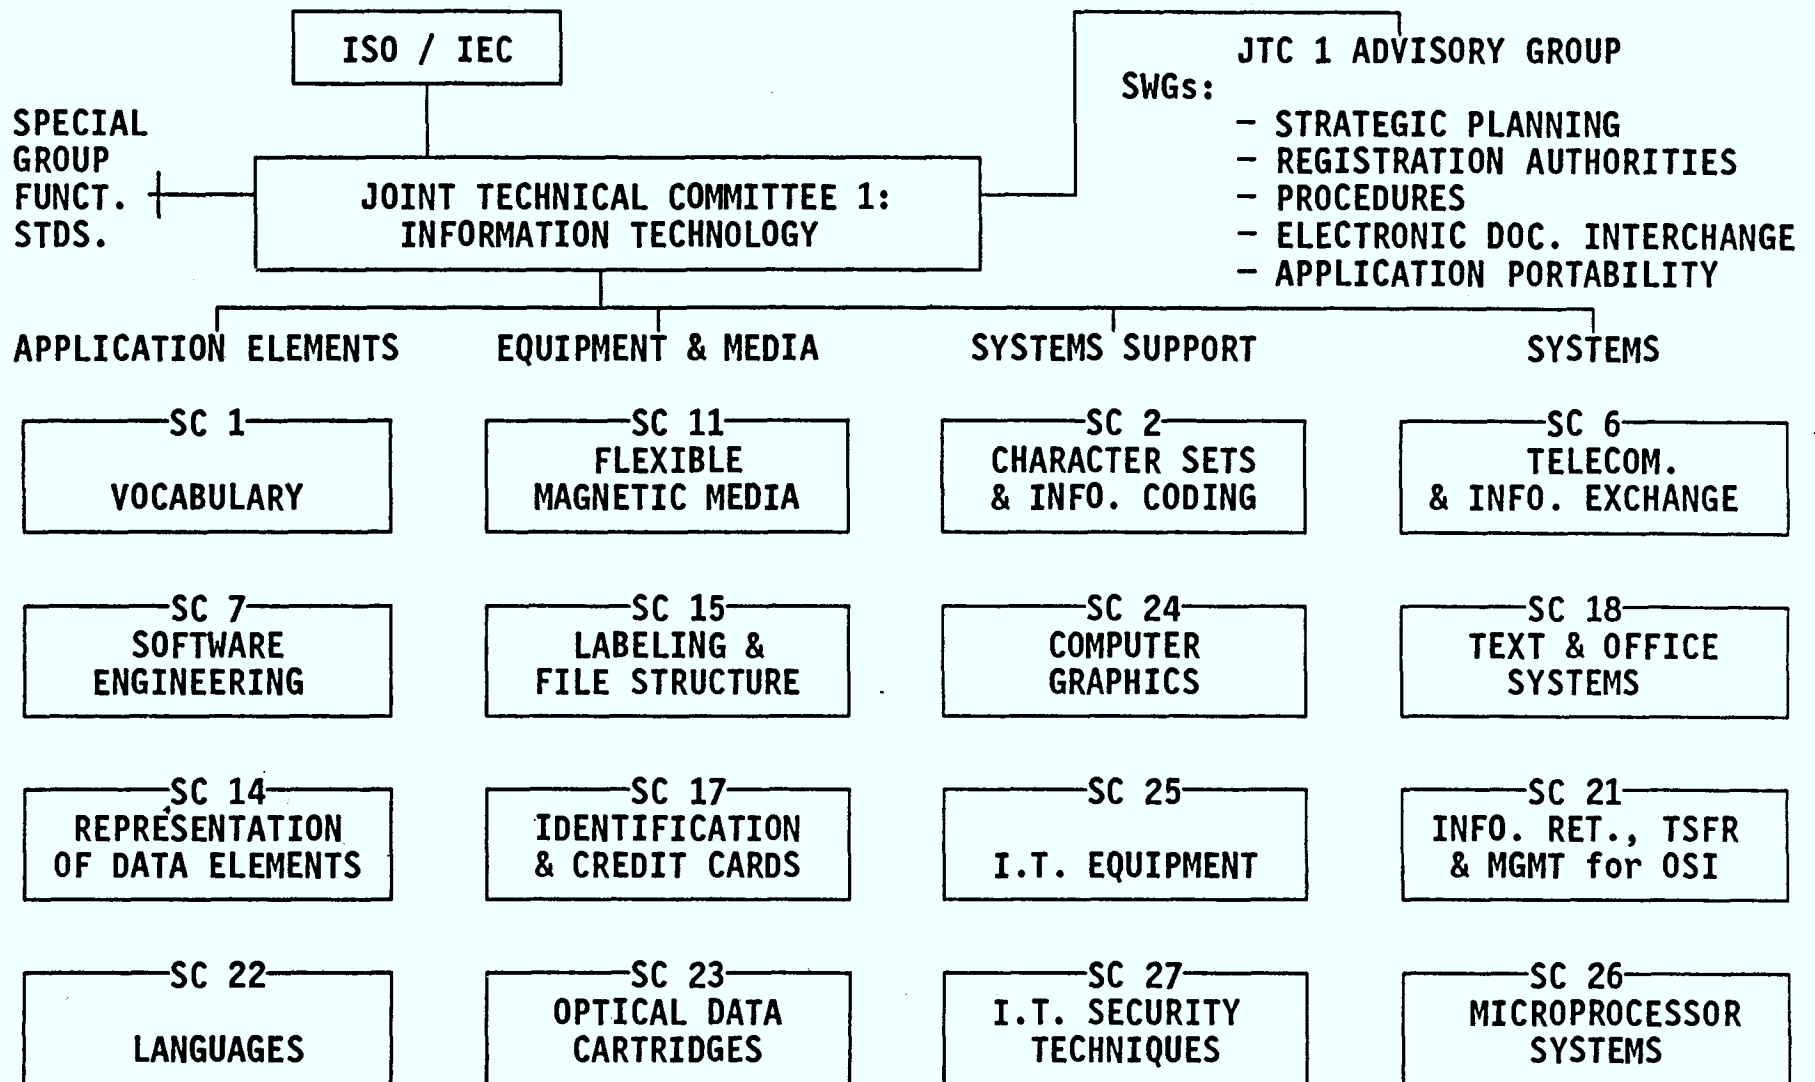 ISO / IEC
JTC 1 ADVISORY GROUP
SWGs:
- STRATEGIC PLANNING
- REGISTRATION AUTHORITIES
- PROCEDURES
- ELECTRONIC DOC. INTERCHANGE
- APPLICATION PORTABILITY
SPECIAL
GROUP
FUNCT.
STDS.
JOINT TECHNICAL COMMITTEE 1:
INFORMATION TECHNOLOGY
APPLICATION ELEMENTS
EQUIPMENT & MEDIA
SYSTEMS SUPPORT
SYSTEMS
SC 1
VOCABULARY
SC 11
FLEXIBLE
MAGNETIC MEDIA
SC 2
CHARACTER SETS
& INFO. CODING
SC 6
TELECOM.
& INFO. EXCHANGE
SC 7
SOFTWARE
ENGINEERING
SC 15
LABELING &
FILE STRUCTURE
SC 24
COMPUTER
GRAPHICS
SC 18
TEXT & OFFICE
SYSTEMS
SC 14
REPRESENTATION
OF DATA ELEMENTS
SC 17
IDENTIFICATION
& CREDIT CARDS
SC 25
I.T. EQUIPMENT
SC 21
INFO. RET., TSFR
& MGMT for OSI
SC 22
LANGUAGES
SC 23
OPTICAL DATA
CARTRIDGES
SC 27
I.T. SECURITY
TECHNIQUES
SC 26
MICROPROCESSOR
SYSTEMS